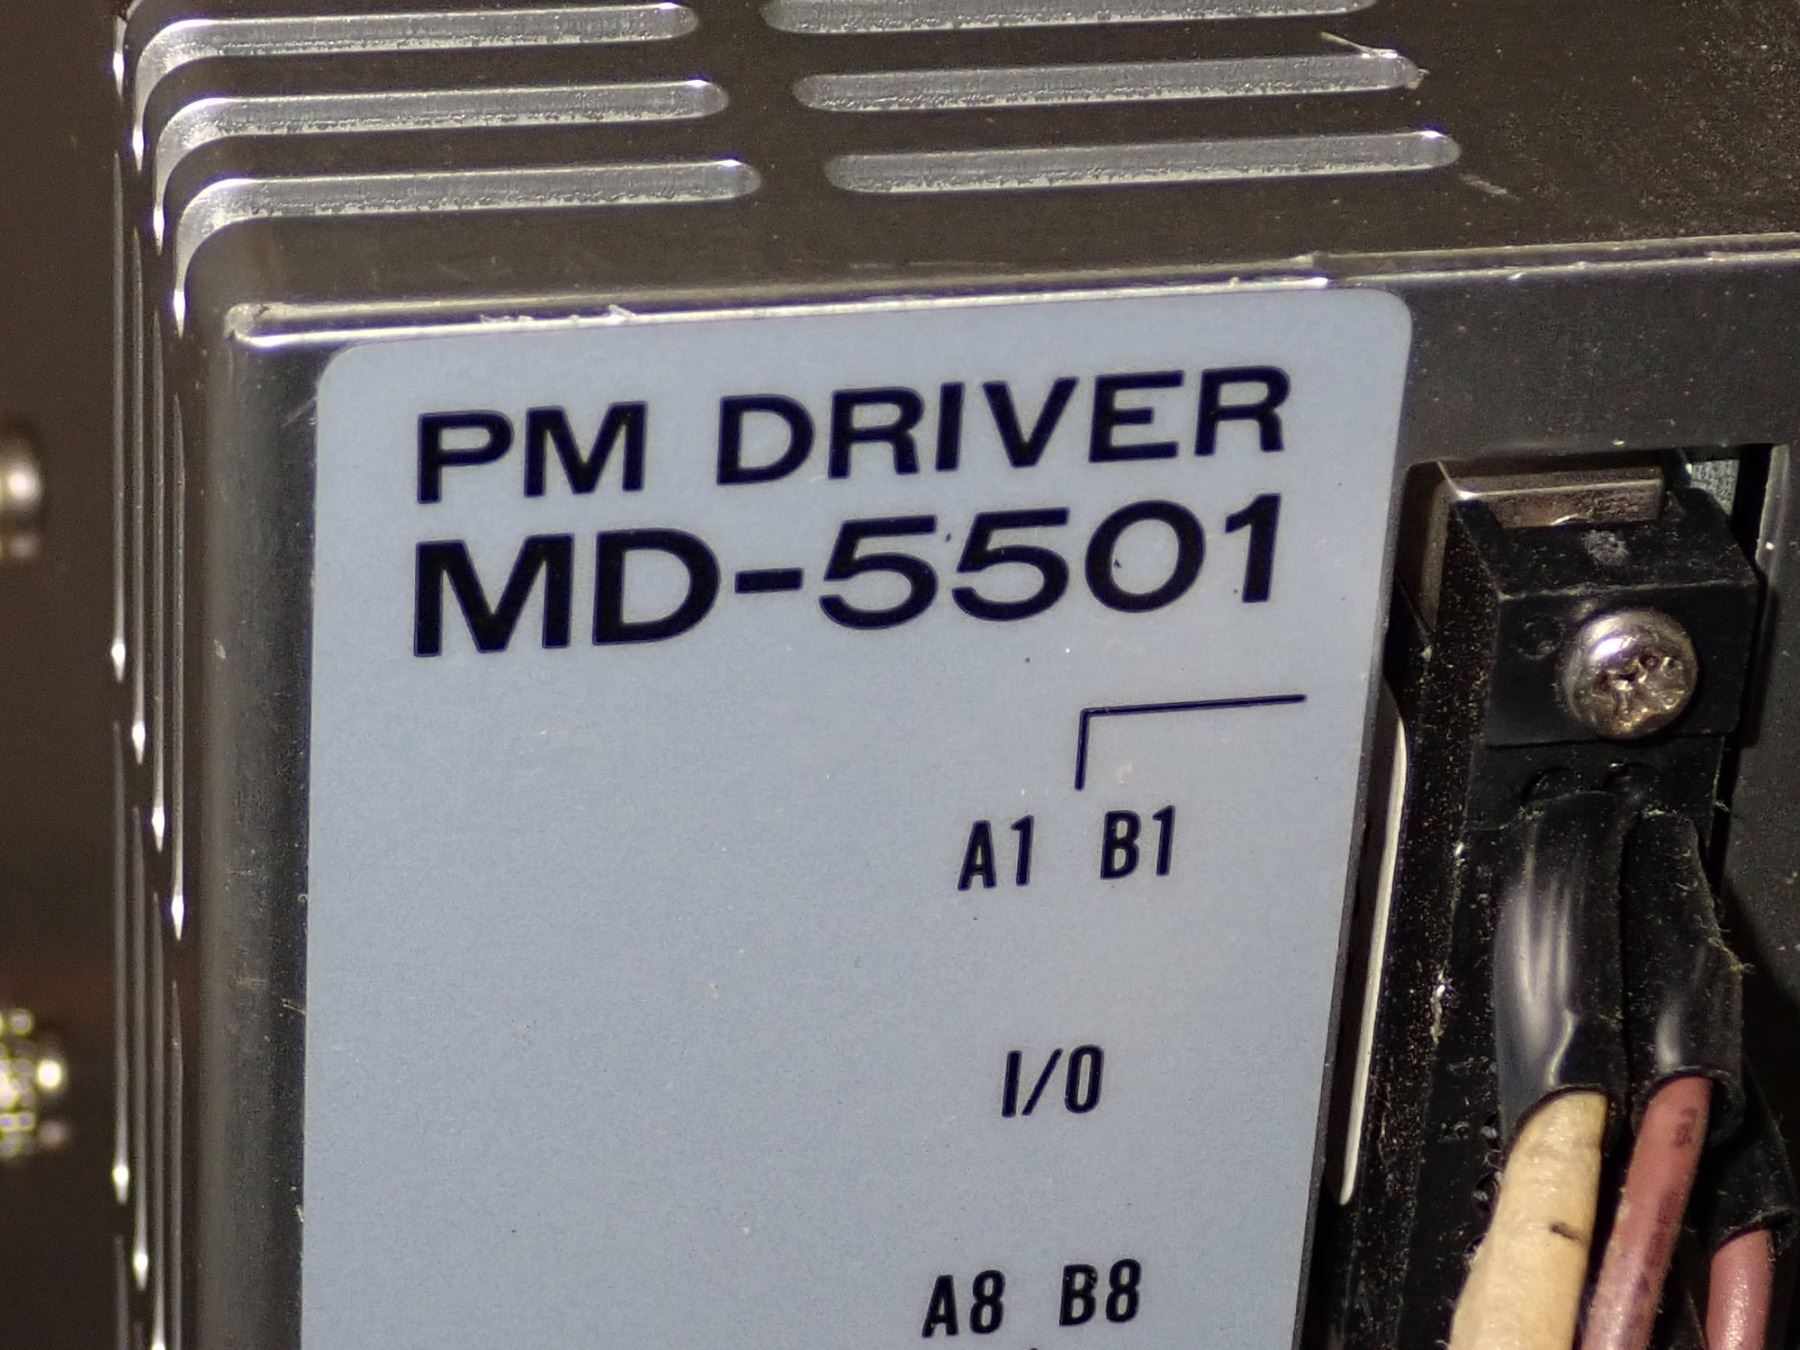 PM DRIVER
MD-5501
A1 B1
I/O
A8 B8